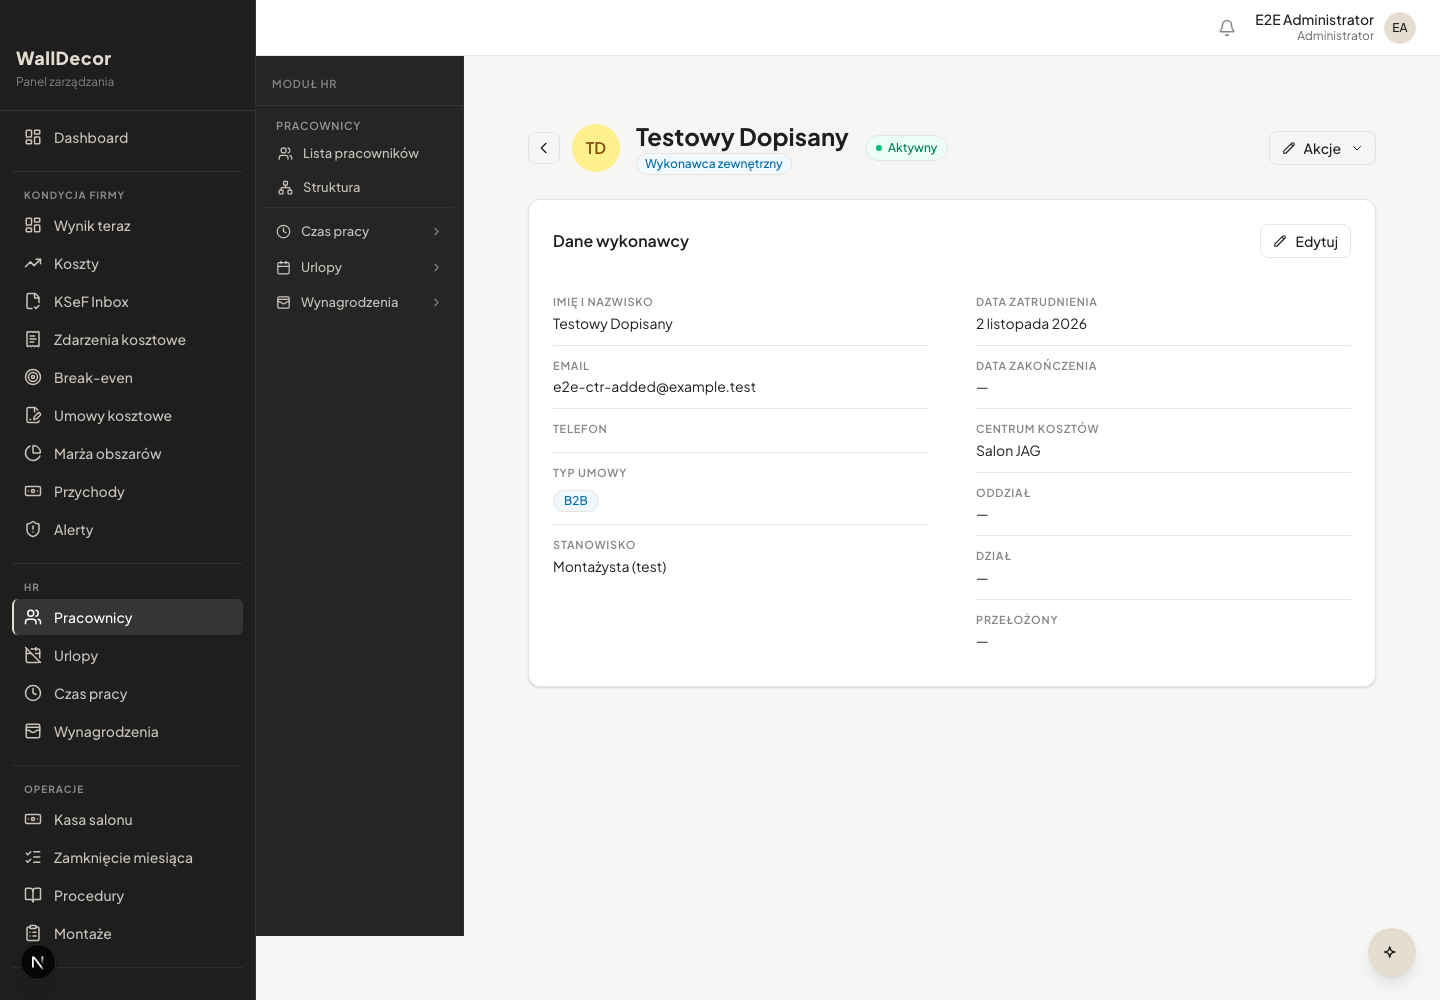 WallDecor
Panel zarządzania
Dashboard
KONDYCJA FIRMY
Wynik teraz
Koszty
KSeF Inbox
Zdarzenia kosztowe
Break-even
Umowy kosztowe
Marża obszarów
Przychody
Alerty
HR
Pracownicy
Urlopy
Czas pracy
Wynagrodzenia
OPERACJE
Kasa salonu
Zamknięcie miesiąca
Procedury
Montaże
N
MODUŁ HR
PRACOWNICY
Lista pracowników
Struktura
Czas pracy
Urlopy
Wynagrodzenia
E2E Administrator
Administrator
EA
TD
Testowy Dopisany
Wykonawca zewnętrzny
Aktywny
Akcje
Dane wykonawcy
Edytuj
IMIĘ I NAZWISKO
Testowy Dopisany
EMAIL
e2e-ctr-added@example.test
TELEFON
TYP UMOWY
B2B
STANOWISKO
Montażysta (test)
DATA ZATRUDNIENIA
2 listopada 2026
DATA ZAKOŃCZENIA
—
CENTRUM KOSZTÓW
Salon JAG
ODDZIAŁ
—
DZIAŁ
—
PRZEŁOŻONY
—